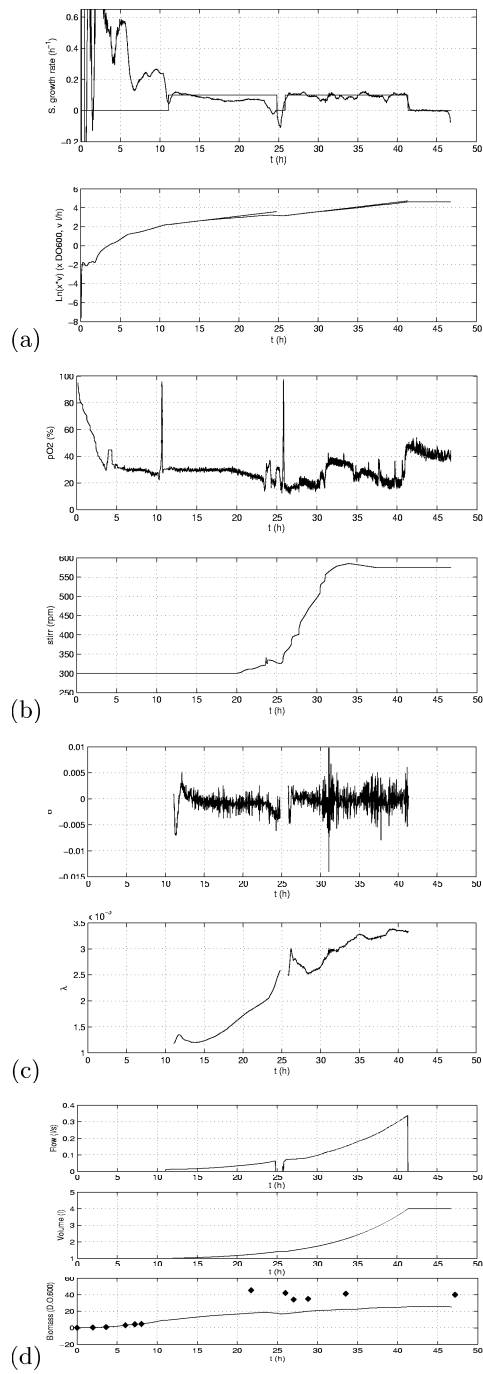 S. growth rate (h⁻¹)
0.6
0.4
0.2
0
−0.2
0 5 10 15 20 25 30 35 40 45 50
t (h)
Ln(x*v) (x DO600, v l/h)
6
4
2
0
−2
−4
−6
−8
0 5 10 15 20 25 30 35 40 45 50
t (h)
(a)
pO2 (%)
100
80
60
40
20
0
0 5 10 15 20 25 30 35 40 45 50
t (h)
stirr (rpm)
600
550
500
450
400
350
300
250
0 5 10 15 20 25 30 35 40 45 50
t (h)
(b)
σ
0.01
0.005
0
−0.005
−0.01
−0.015
0 5 10 15 20 25 30 35 40 45 50
t (h)
x 10⁻³
λ
3.5
3
2.5
2
1.5
1
0 5 10 15 20 25 30 35 40 45 50
t (h)
(c)
Flow (l/s)
0.4
0.3
0.2
0.1
0
0 5 10 15 20 25 30 35 40 45 50
t (h)
Volume (l)
5
4
3
2
1
0 5 10 15 20 25 30 35 40 45 50
t (h)
Biomass (D.O.600)
60
40
20
0
−20
0 5 10 15 20 25 30 35 40 45 50
t (h)
(d)